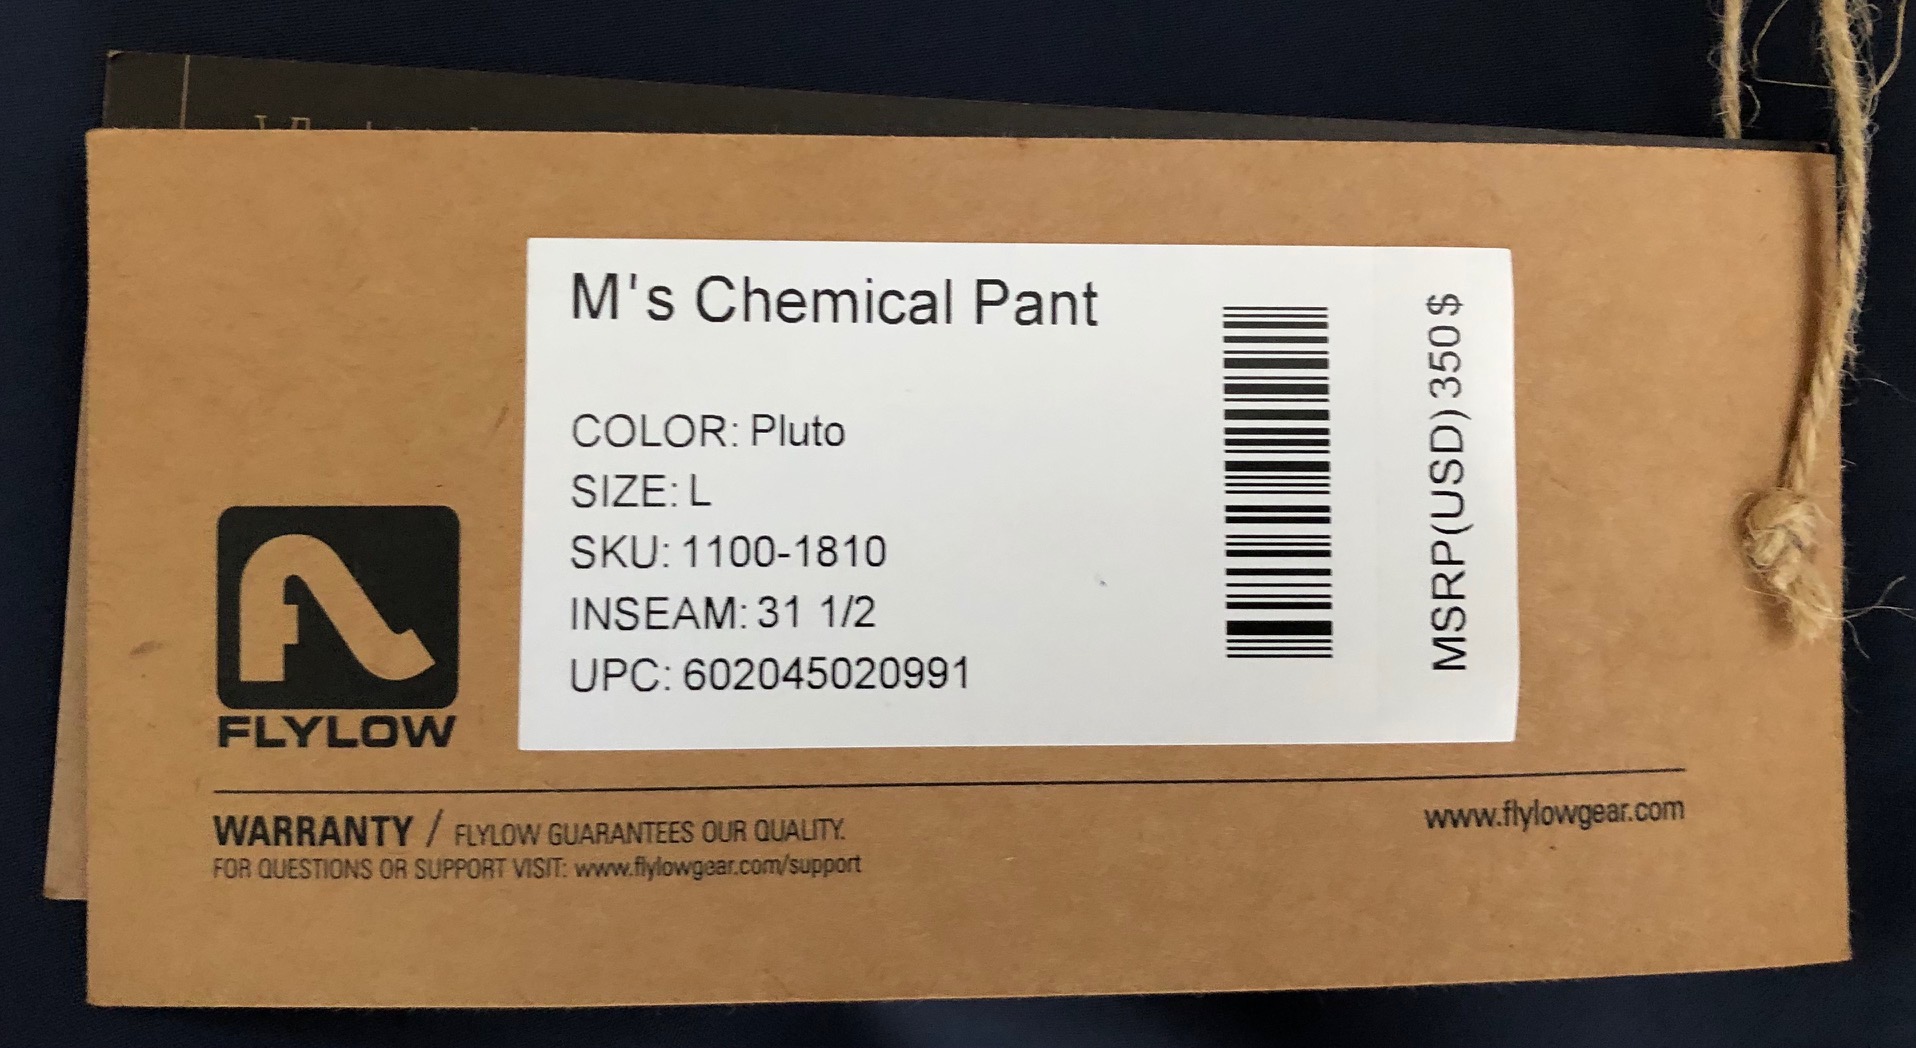 M's Chemical Pant
COLOR: Pluto
SIZE: L
SKU: 1100-1810
INSEAM: 31 1/2
UPC: 602045020991
MSRP(USD)350$
FLYLOW
WARRANTY / FLYLOW GUARANTEES OUR QUALITY.
FOR QUESTIONS OR SUPPORT VISIT: www.flylowgear.com/support
www.flylowgear.com